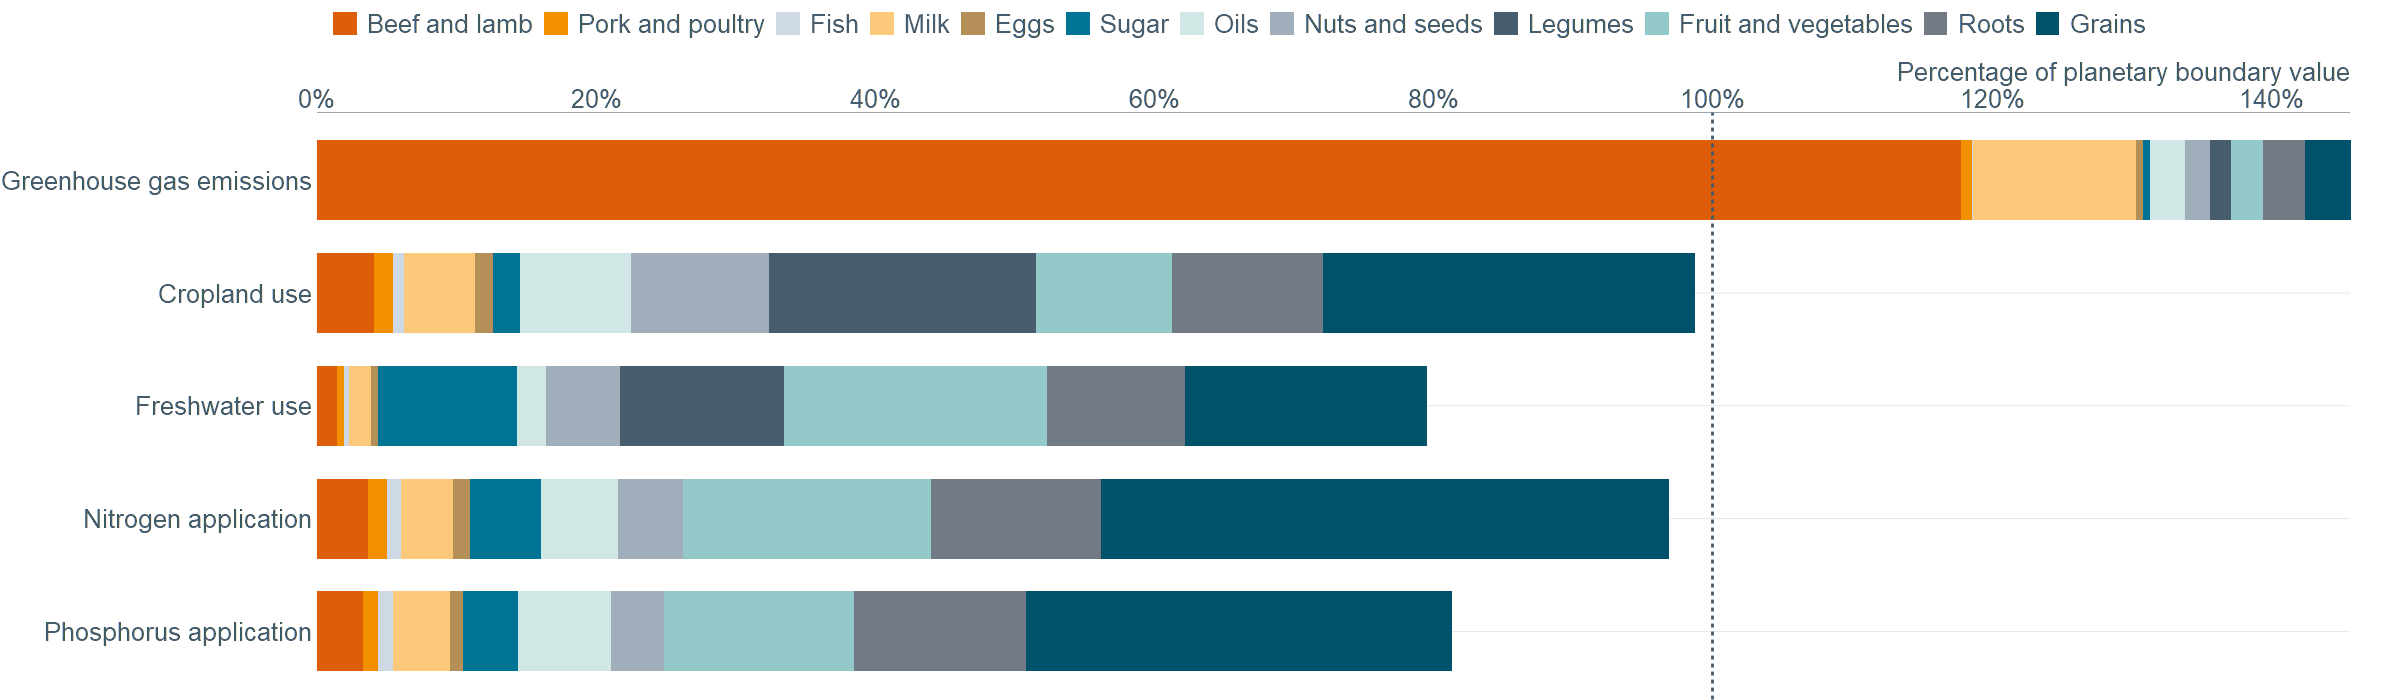 Beef and lamb Pork and poultry Fish Milk Eggs Sugar Oils Nuts and seeds Legumes Fruit and vegetables Roots Grains
Percentage of planetary boundary value
0% 20% 40% 60% 80% 100% 120% 140%
Greenhouse gas emissions
Cropland use
Freshwater use
Nitrogen application
Phosphorus application